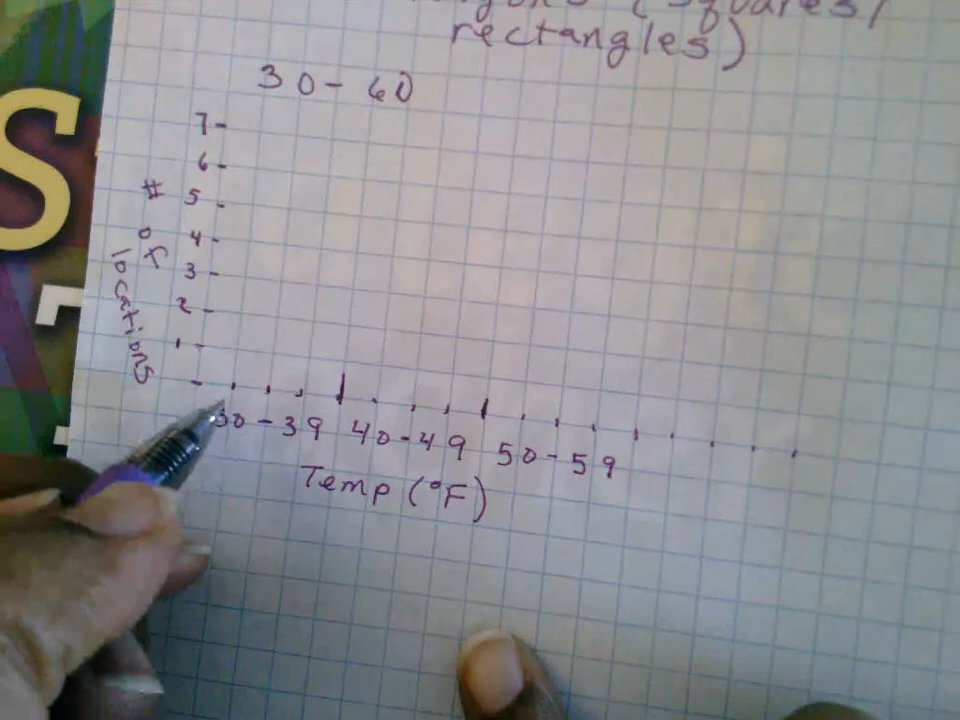 (squares/
rectangles)
30-60
7
6
5
4
3
2
1
# of locations
30-39 40-49 50-59
Temp (°F)
S